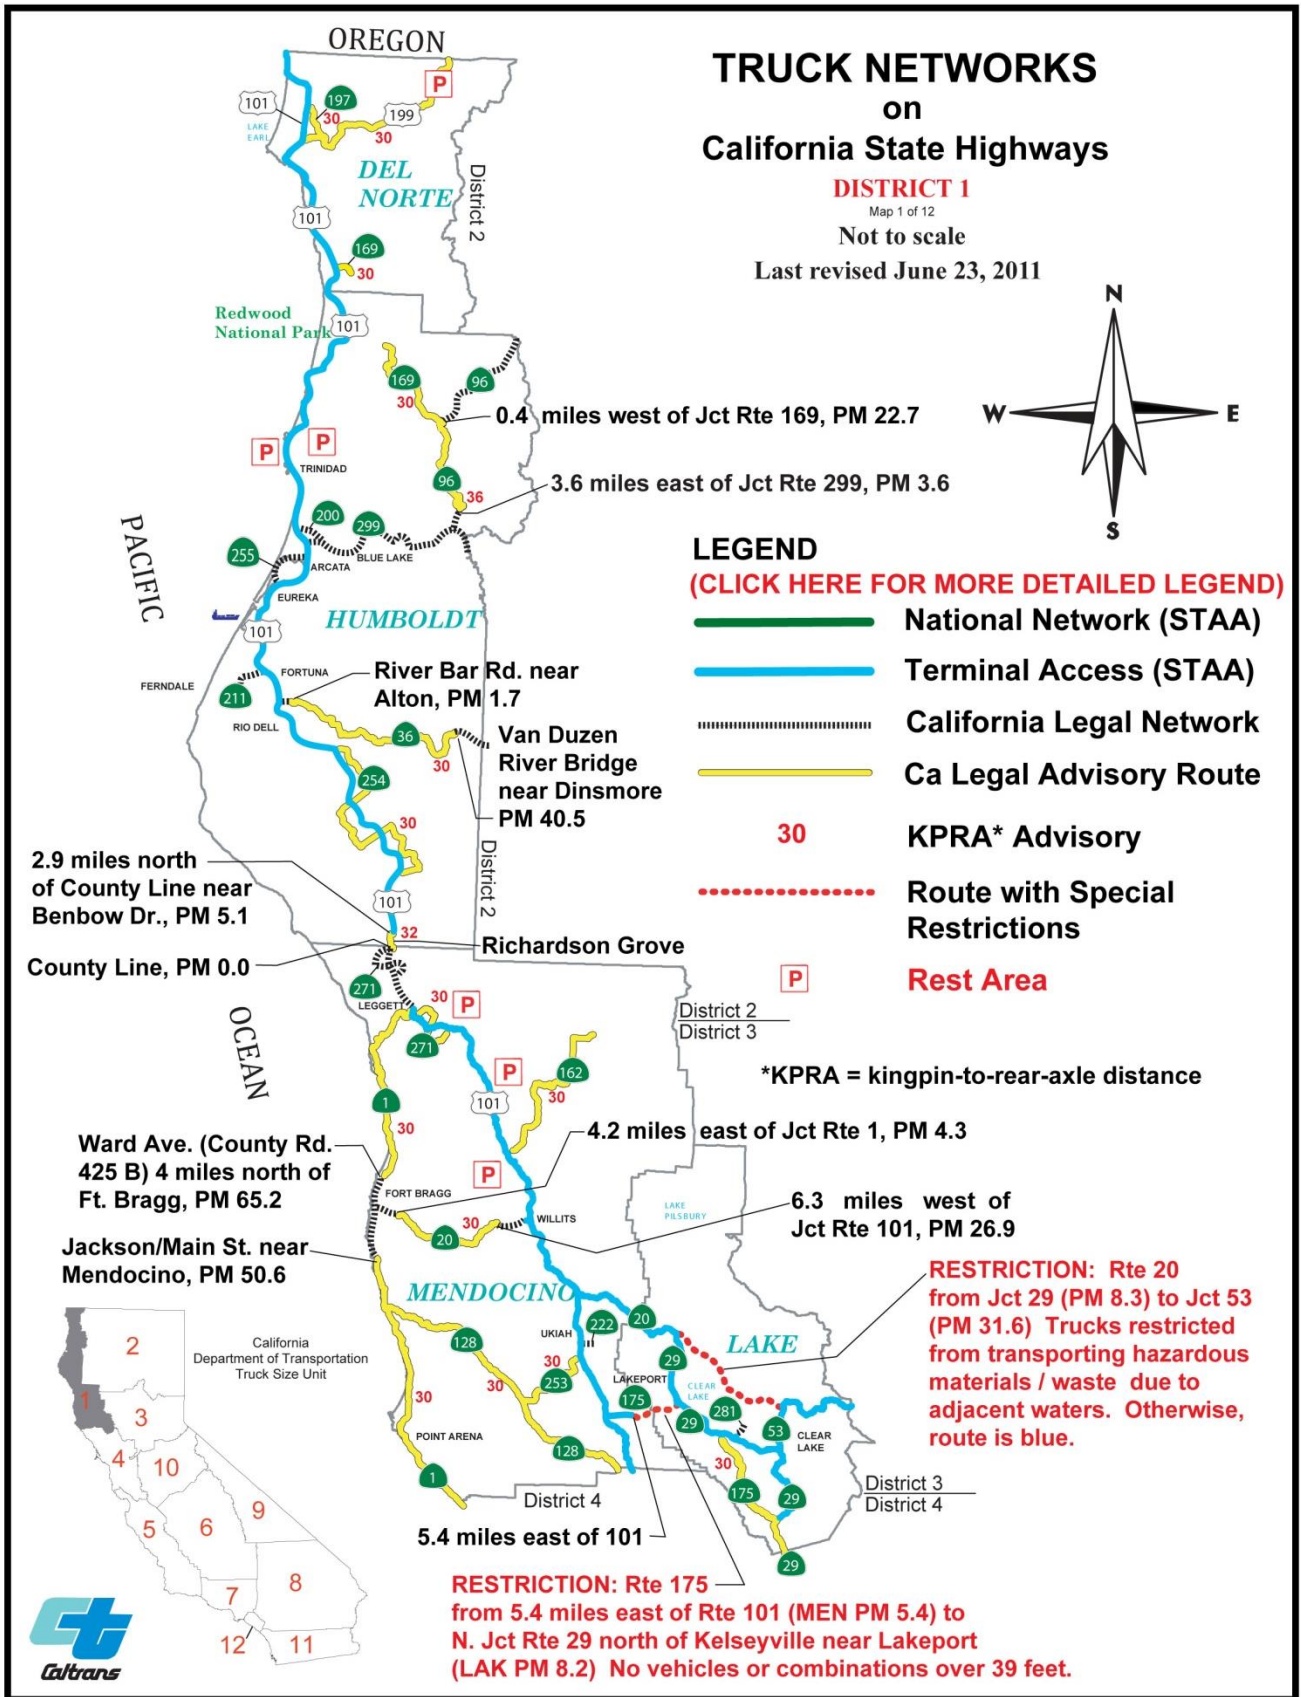 OREGON
TRUCK NETWORKS
on
California State Highways
DISTRICT 1
Map 1 of 12
Not to scale
Last revised June 23, 2011
P
101
197
LAKE
EARL
30
199
30
DEL
NORTE
District 2
101
169
30
N
W
E
S
Redwood
National Park
101
169
96
30
0.4 miles west of Jct Rte 169, PM 22.7
P
P
TRINIDAD
96
36
3.6 miles east of Jct Rte 299, PM 3.6
PACIFIC
200
299
255
BLUE LAKE
ARCATA
EUREKA
101
HUMBOLDT
LEGEND
(CLICK HERE FOR MORE DETAILED LEGEND)
National Network (STAA)
Terminal Access (STAA)
California Legal Network
Ca Legal Advisory Route
30
KPRA* Advisory
Route with Special
Restrictions
P
Rest Area
FORTUNA
FERNDALE
211
RIO DELL
River Bar Rd. near
Alton, PM 1.7
36
30
Van Duzen
River Bridge
near Dinsmore
PM 40.5
254
30
District 2
2.9 miles north
of County Line near
Benbow Dr., PM 5.1
101
32
Richardson Grove
County Line, PM 0.0
271
LEGGETT
30
P
OCEAN
271
District 2
District 3
*KPRA = kingpin-to-rear-axle distance
P
162
30
1
101
30
4.2 miles east of Jct Rte 1, PM 4.3
Ward Ave. (County Rd.
425 B) 4 miles north of
Ft. Bragg, PM 65.2
P
FORT BRAGG
LAKE
PILSBURY
6.3 miles west of
Jct Rte 101, PM 26.9
30
WILLITS
20
Jackson/Main St. near
Mendocino, PM 50.6
MENDOCINO
RESTRICTION: Rte 20
from Jct 29 (PM 8.3) to Jct 53
(PM 31.6) Trucks restricted
from transporting hazardous
materials / waste due to
adjacent waters. Otherwise,
route is blue.
California
Department of Transportation
Truck Size Unit
128
UKIAH
222
20
LAKE
29
30
253
30
LAKEPORT
CLEAR
LAKE
30
175
29
281
53
CLEAR
LAKE
POINT ARENA
128
30
175
29
1
District 4
District 3
District 4
5.4 miles east of 101
29
RESTRICTION: Rte 175
from 5.4 miles east of Rte 101 (MEN PM 5.4) to
N. Jct Rte 29 north of Kelseyville near Lakeport
(LAK PM 8.2) No vehicles or combinations over 39 feet.
2
1
3
4
10
9
5
6
8
7
12
11
ct
Caltrans